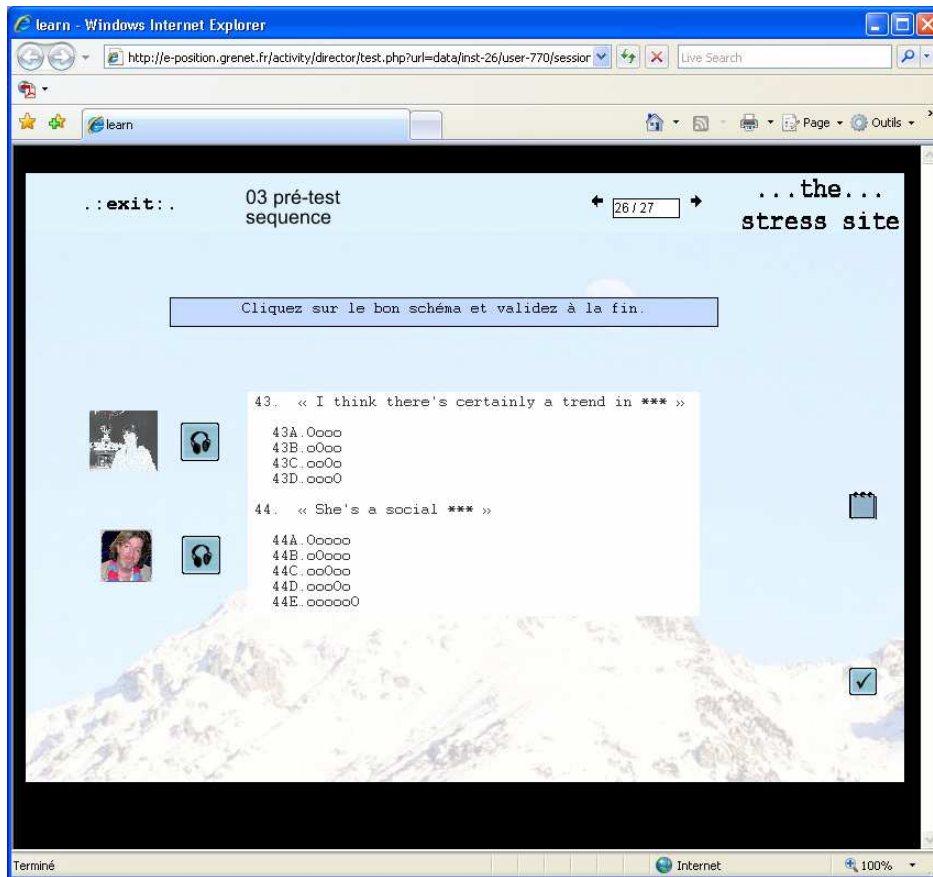 learn - Windows Internet Explorer
http://e-position.grenet.fr/activity/director/test.php?url=data/inst-26/user-770/session
Live Search
learn
Page
Outils
.:exit:.
03 pré-test
sequence
26 / 27
...the...
stress site
Cliquez sur le bon schéma et validez à la fin.
43. « I think there's certainly a trend in *** »
43A.Oooo
43B.oOoo
43C.ooOo
43D.oooO
44. « She's a social *** »
44A.Ooooo
44B.oOooo
44C.ooOoo
44D.oooOo
44E.oooooO
Terminé
Internet
100%